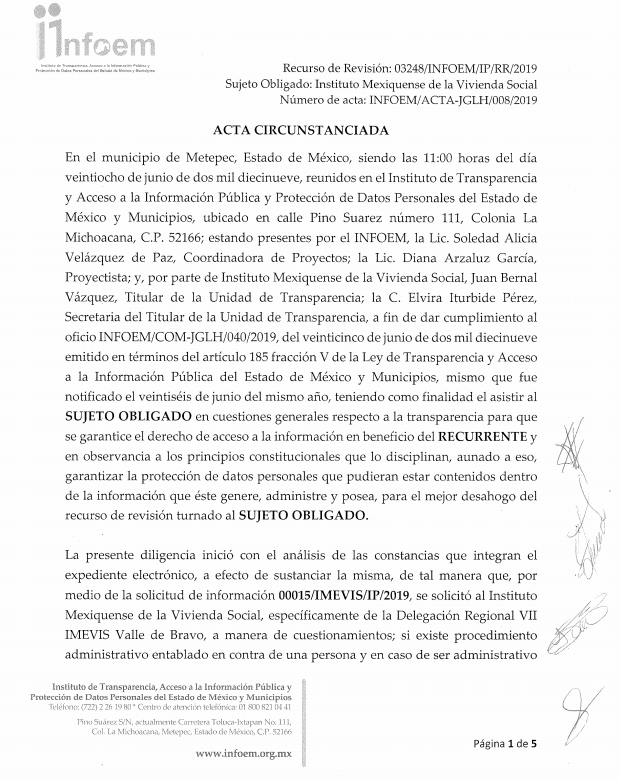 infoem
Instituto de Transparencia, Acceso a la Información Pública y
Protección de Datos Personales del Estado de México y Municipios
Recurso de Revisión: 03248/INFOEM/IP/RR/2019
Sujeto Obligado: Instituto Mexiquense de la Vivienda Social
Número de acta: INFOEM/ACTA-JGLH/008/2019
ACTA CIRCUNSTANCIADA
En el municipio de Metepec, Estado de México, siendo las 11:00 horas del día
veintiocho de junio de dos mil diecinueve, reunidos en el Instituto de Transparencia
y Acceso a la Información Pública y Protección de Datos Personales del Estado de
México y Municipios, ubicado en calle Pino Suarez número 111, Colonia La
Michoacana, C.P. 52166; estando presentes por el INFOEM, la Lic. Soledad Alicia
Velázquez de Paz, Coordinadora de Proyectos; la Lic. Diana Arzaluz García,
Proyectista; y, por parte de Instituto Mexiquense de la Vivienda Social, Juan Bernal
Vázquez, Titular de la Unidad de Transparencia; la C. Elvira Iturbide Pérez,
Secretaria del Titular de la Unidad de Transparencia, a fin de dar cumplimiento al
oficio INFOEM/COM-JGLH/040/2019, del veinticinco de junio de dos mil diecinueve
emitido en términos del artículo 185 fracción V de la Ley de Transparencia y Acceso
a la Información Pública del Estado de México y Municipios, mismo que fue
notificado el veintiséis de junio del mismo año, teniendo como finalidad el asistir al
SUJETO OBLIGADO en cuestiones generales respecto a la transparencia para que
se garantice el derecho de acceso a la información en beneficio del RECURRENTE y
en observancia a los principios constitucionales que lo disciplinan, aunado a eso,
garantizar la protección de datos personales que pudieran estar contenidos dentro
de la información que éste genere, administre y posea, para el mejor desahogo del
recurso de revisión turnado al SUJETO OBLIGADO.
La presente diligencia inició con el análisis de las constancias que integran el
expediente electrónico, a efecto de sustanciar la misma, de tal manera que, por
medio de la solicitud de información 00015/IMEVIS/IP/2019, se solicitó al Instituto
Mexiquense de la Vivienda Social, específicamente de la Delegación Regional VII
IMEVIS Valle de Bravo, a manera de cuestionamientos; si existe procedimiento
administrativo entablado en contra de una persona y en caso de ser administrativo
Instituto de Transparencia, Acceso a la Información Pública y
Protección de Datos Personales del Estado de México y Municipios
Teléfono: (722) 2 26 19 80 * Centro de atención telefónica: 01 800 821 04 41
Pino Suárez S/N, actualmente Carretera Toluca-Ixtapan No. 111,
Col. La Michoacana, Metepec, Estado de México, C.P. 52166
www.infoem.org.mx
Página 1 de 5